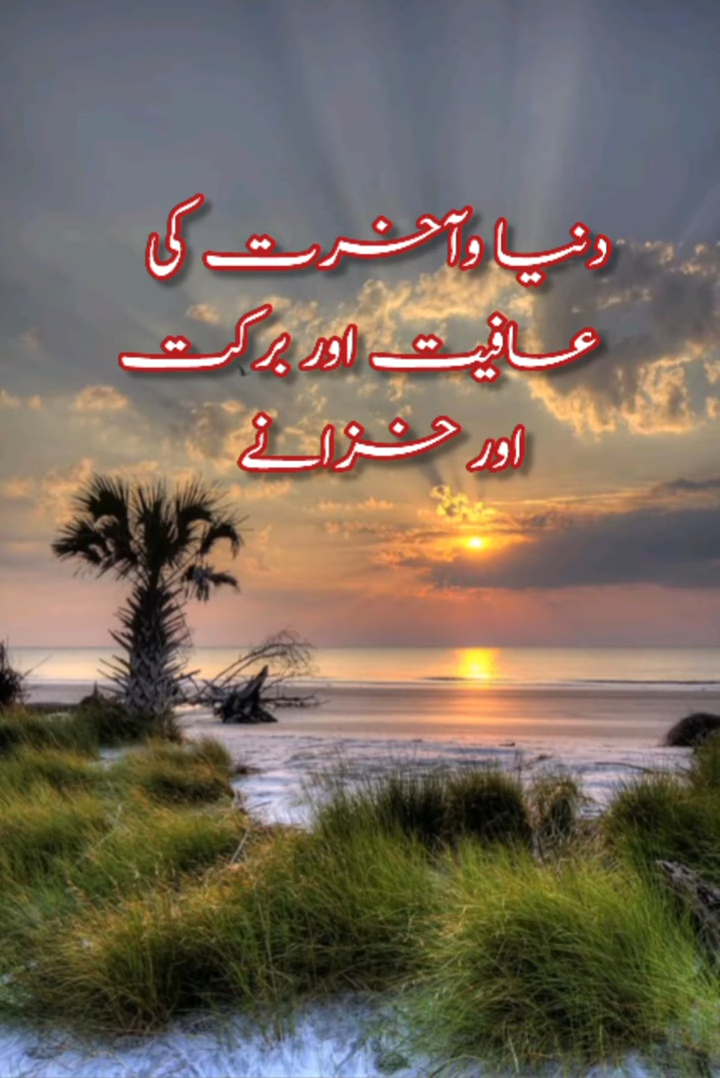 دنیا وآخرت کی
عافیت اور برکت
اور خزانے